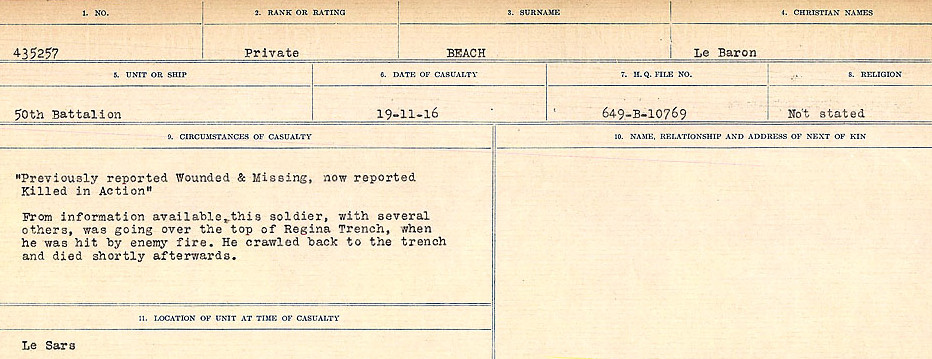 1. NO. 2. RANK OR RATING 3. SURNAME 4. CHRISTIAN NAMES
435257 Private BEACH Le Baron
5. UNIT OR SHIP 6. DATE OF CASUALTY 7. H.Q. FILE NO. 8. RELIGION
50th Battalion 19-11-16 649-B-10769 Not stated
9. CIRCUMSTANCES OF CASUALTY 10. NAME, RELATIONSHIP AND ADDRESS OF NEXT OF KIN
"Previously reported Wounded & Missing, now reported
Killed in Action"
From information available, this soldier, with several
others, was going over the top of Regina Trench, when
he was hit by enemy fire. He crawled back to the trench
and died shortly afterwards.
11. LOCATION OF UNIT AT TIME OF CASUALTY
Le Sars